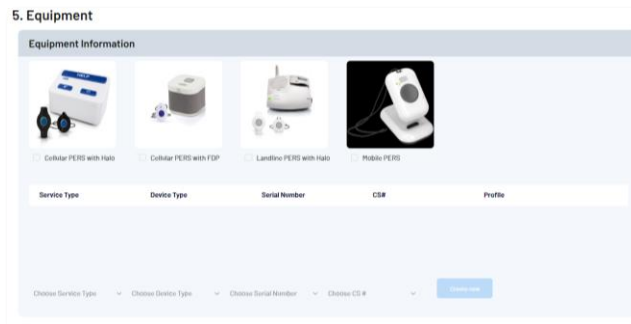 5. Equipment
Equipment Information
HELP
Cellular PERS with Halo
Cellular PERS with FDP
Landline PERS with Halo
Mobile PERS
Service Type Device Type Serial Number CS# Profile
Choose Service Type Choose Device Type Choose Serial Number Choose CS #